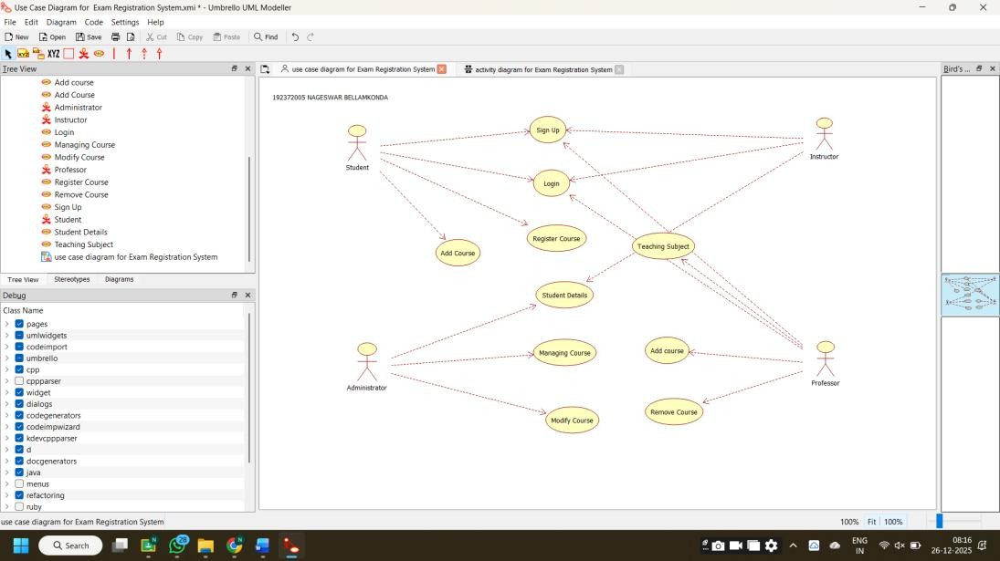 Use Case Diagram for  Exam Registration System.xmi * - Umbrello UML Modeller
File Edit Diagram Code Settings Help
New Open Save Cut Copy Paste Find
XYZ
Tree View
use case diagram for Exam Registration System
activity diagram for Exam Registration System
Bird's ...
Add course
Add Course
Administrator
Instructor
Login
Managing Course
Modify Course
Professor
Register Course
Remove Course
Sign Up
Student
Student Details
Teaching Subject
use case diagram for Exam Registration System
Tree View Stereotypes Diagrams
Debug
Class Name
pages
umlwidgets
codeimport
umbrello
cpp
cppparser
widget
dialogs
codegenerators
codeimpwizard
kdevcppparser
d
docgenerators
java
menus
refactoring
ruby
192372005 NAGESWAR BELLAMKONDA
Student
Sign Up
Instructor
Login
Register Course
Teaching Subject
Add Course
Student Details
Administrator
Managing Course
Add course
Professor
Modify Course
Remove Course
use case diagram for Exam Registration System
100% Fit 100%
Search
28
ENG
IN
08:16
26-12-2025